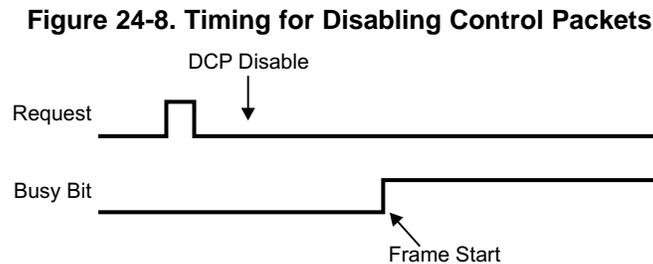 Figure 24-8. Timing for Disabling Control Packets
DCP Disable
Request
Busy Bit
Frame Start